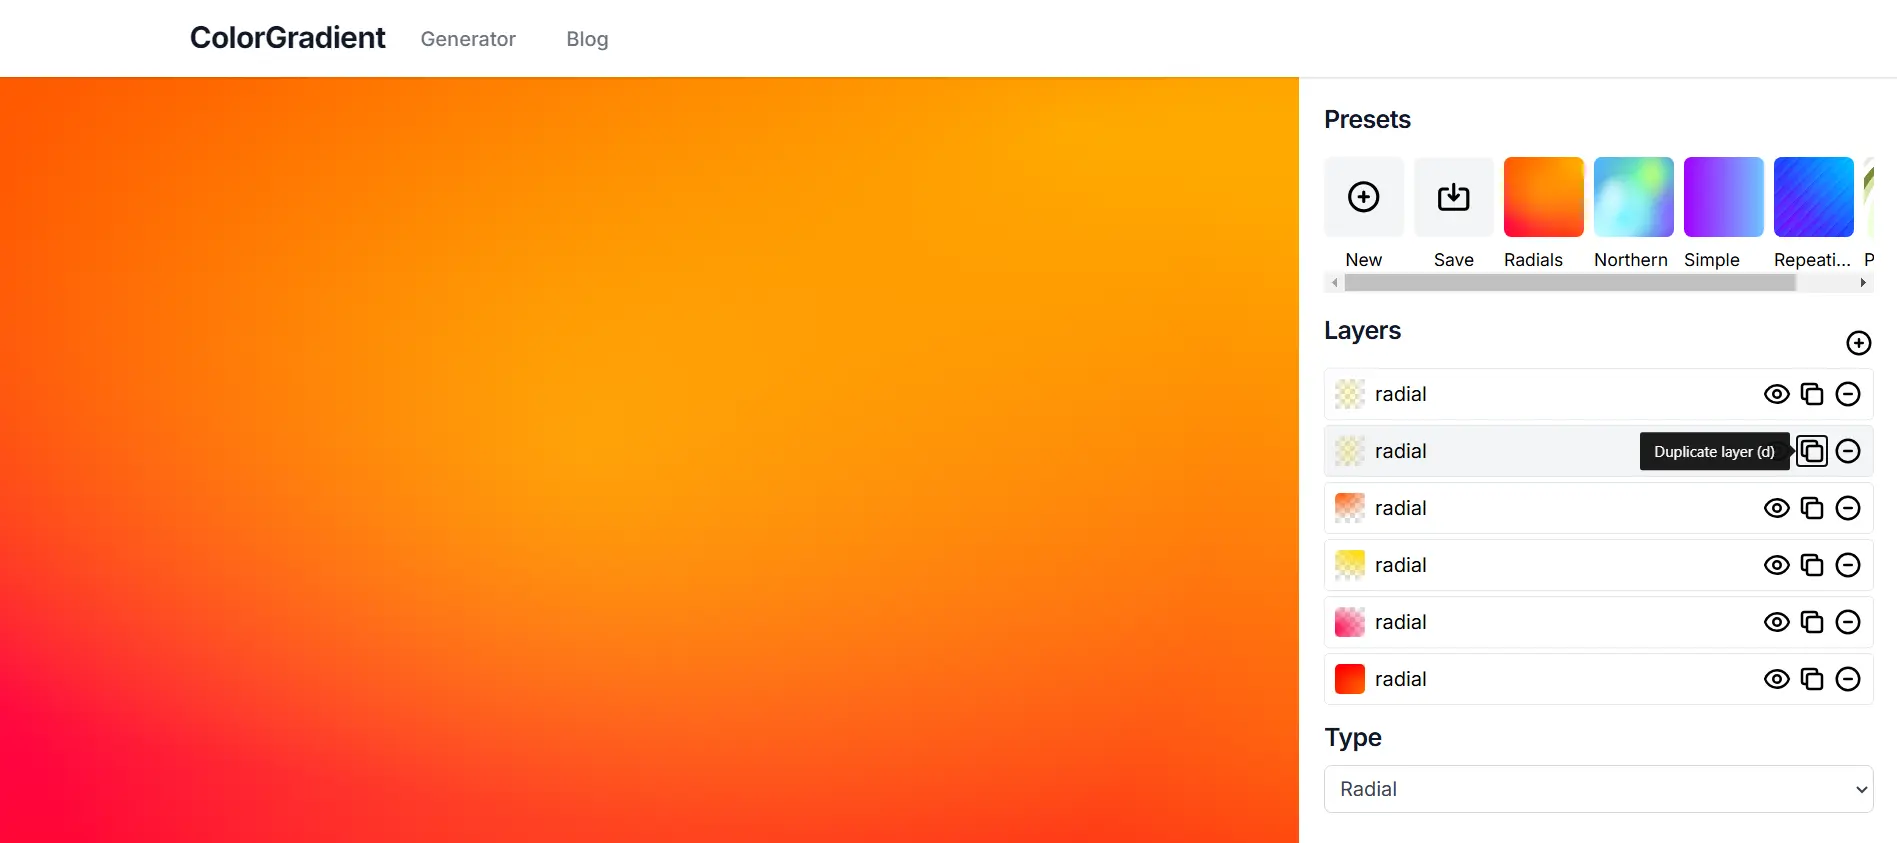 ColorGradient Generator Blog
Presets
New Save Radials Northern Simple Repeati... P
Layers
radial
radial Duplicate layer (d)
radial
radial
radial
radial
Type
Radial